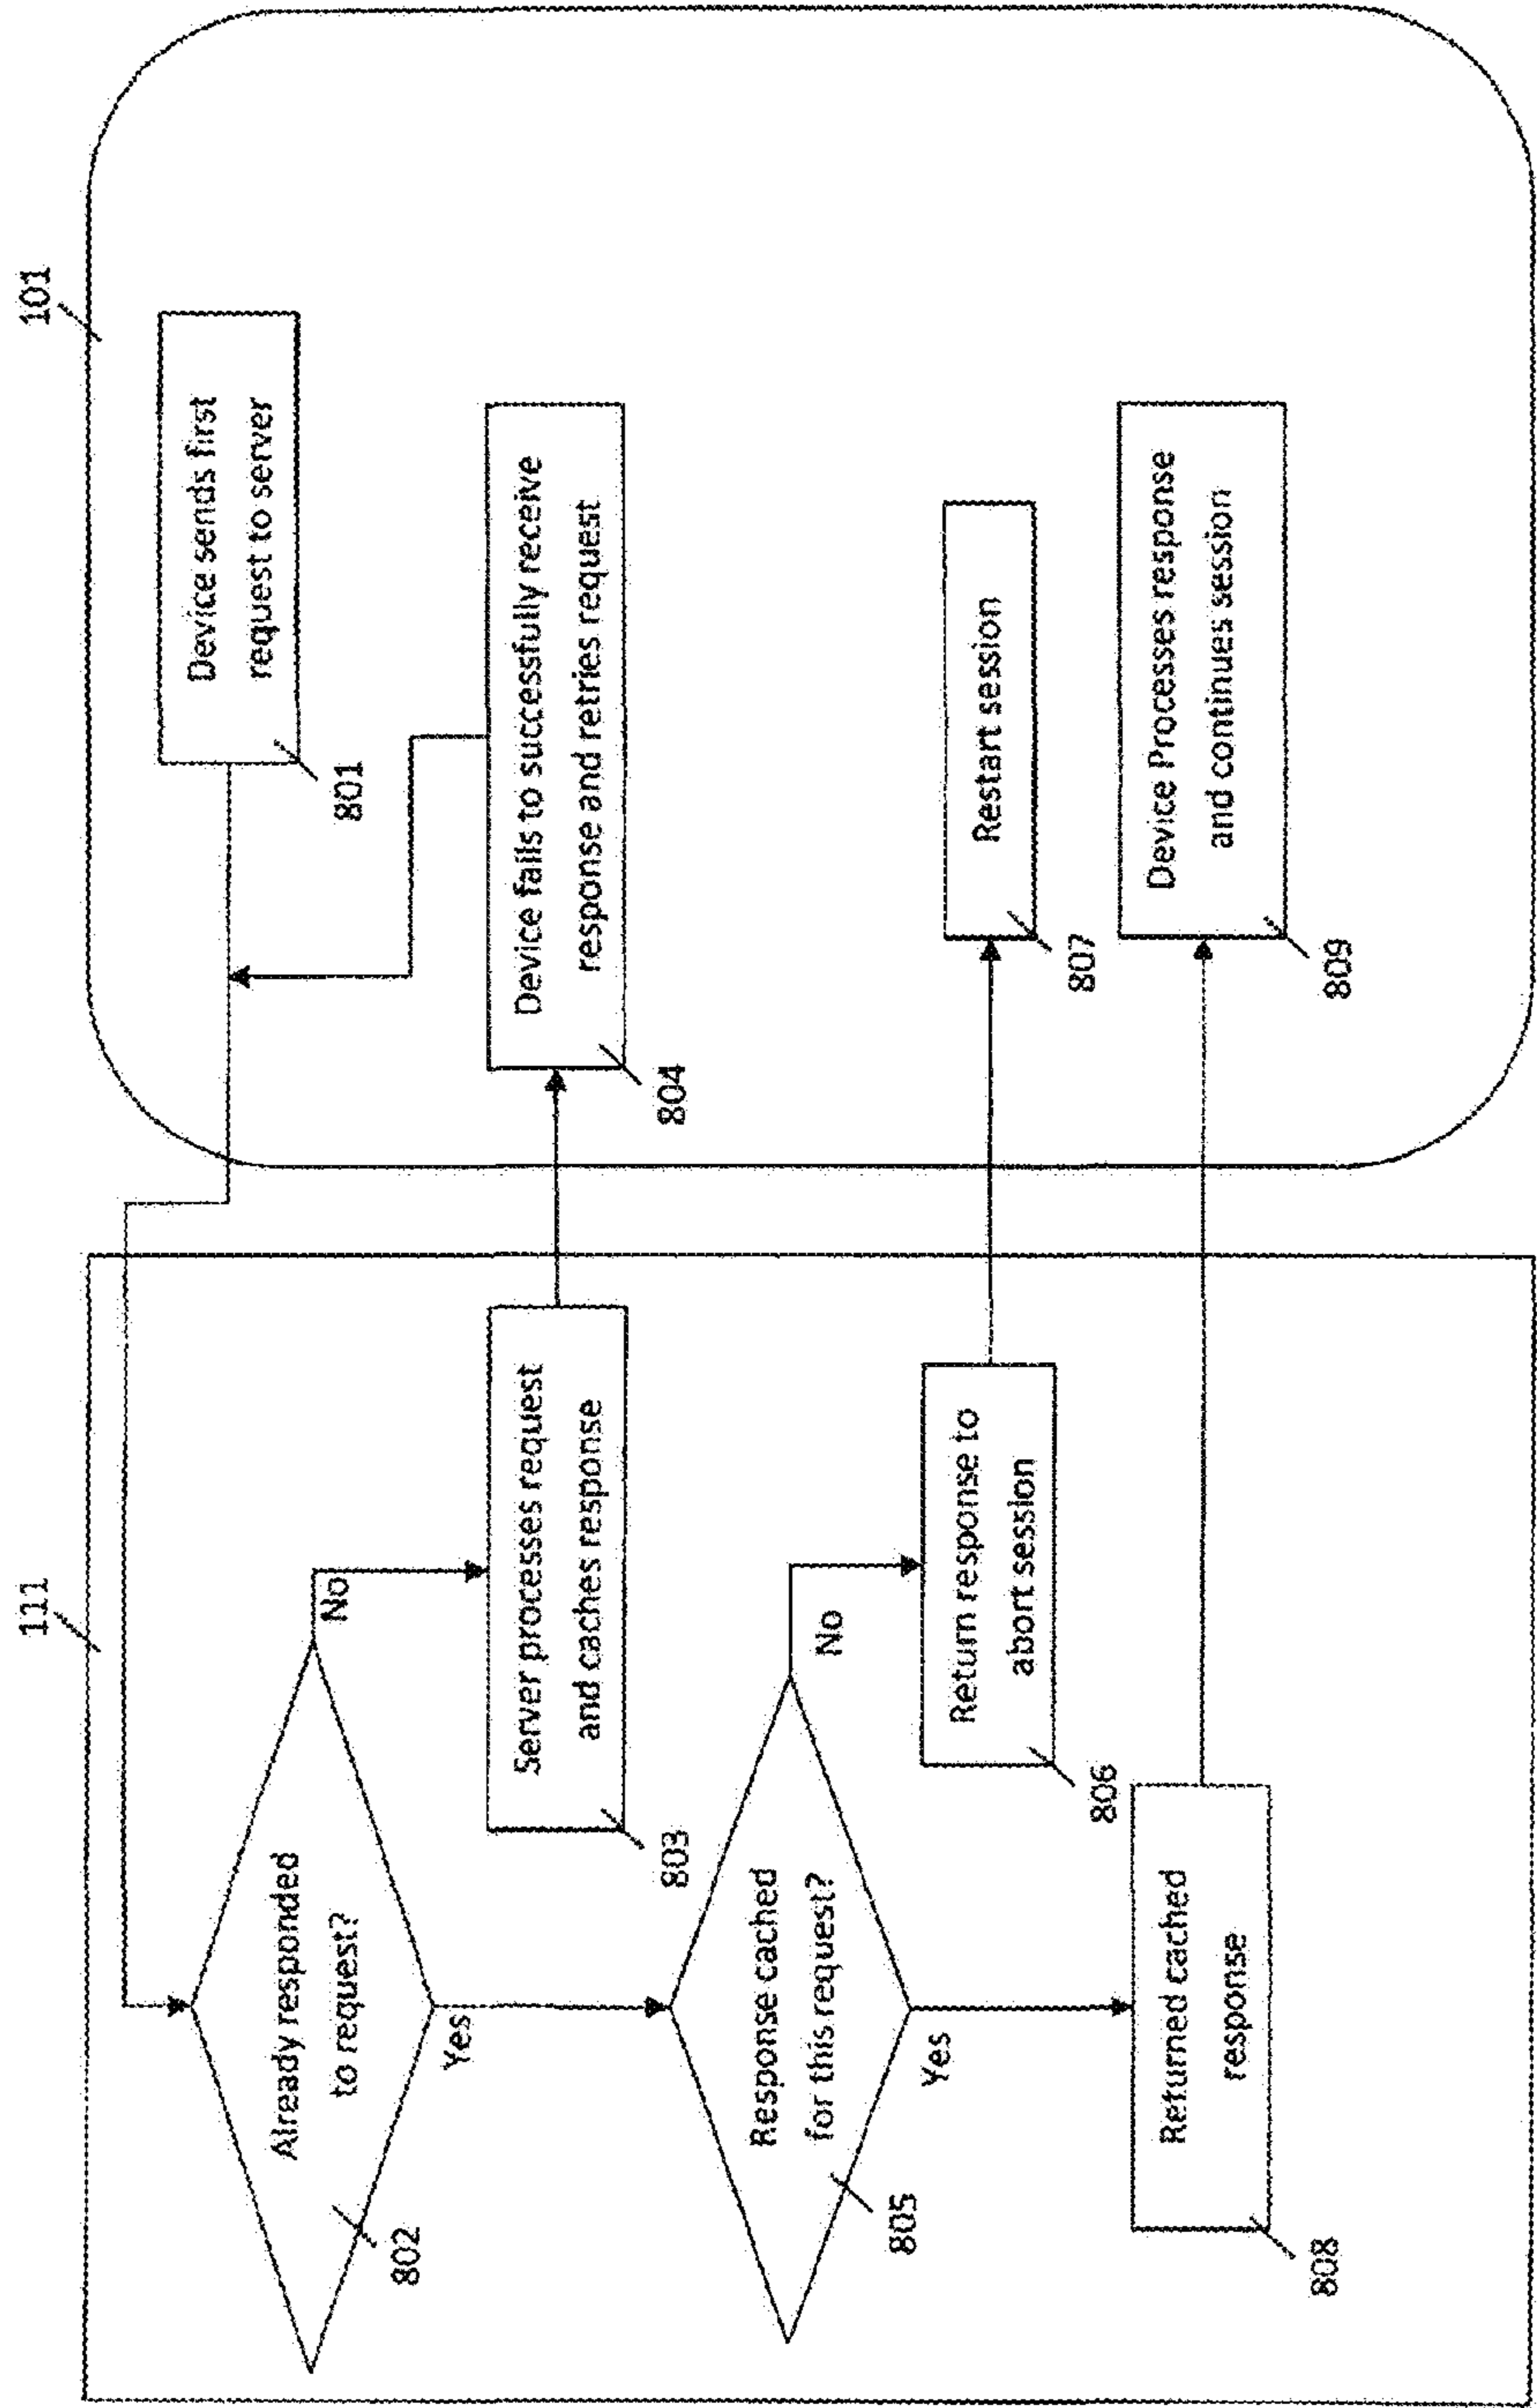 111
101
Device sends first
request to server
801
Already responded
to request?
802
No
Yes
Server processes request
and caches response
803
Device fails to successfully receive
response and retries request
804
Response cached
for this request?
805
No
Yes
Return response to
abort session
806
Restart session
807
Returned cached
response
808
Device Processes response
and continues session
809